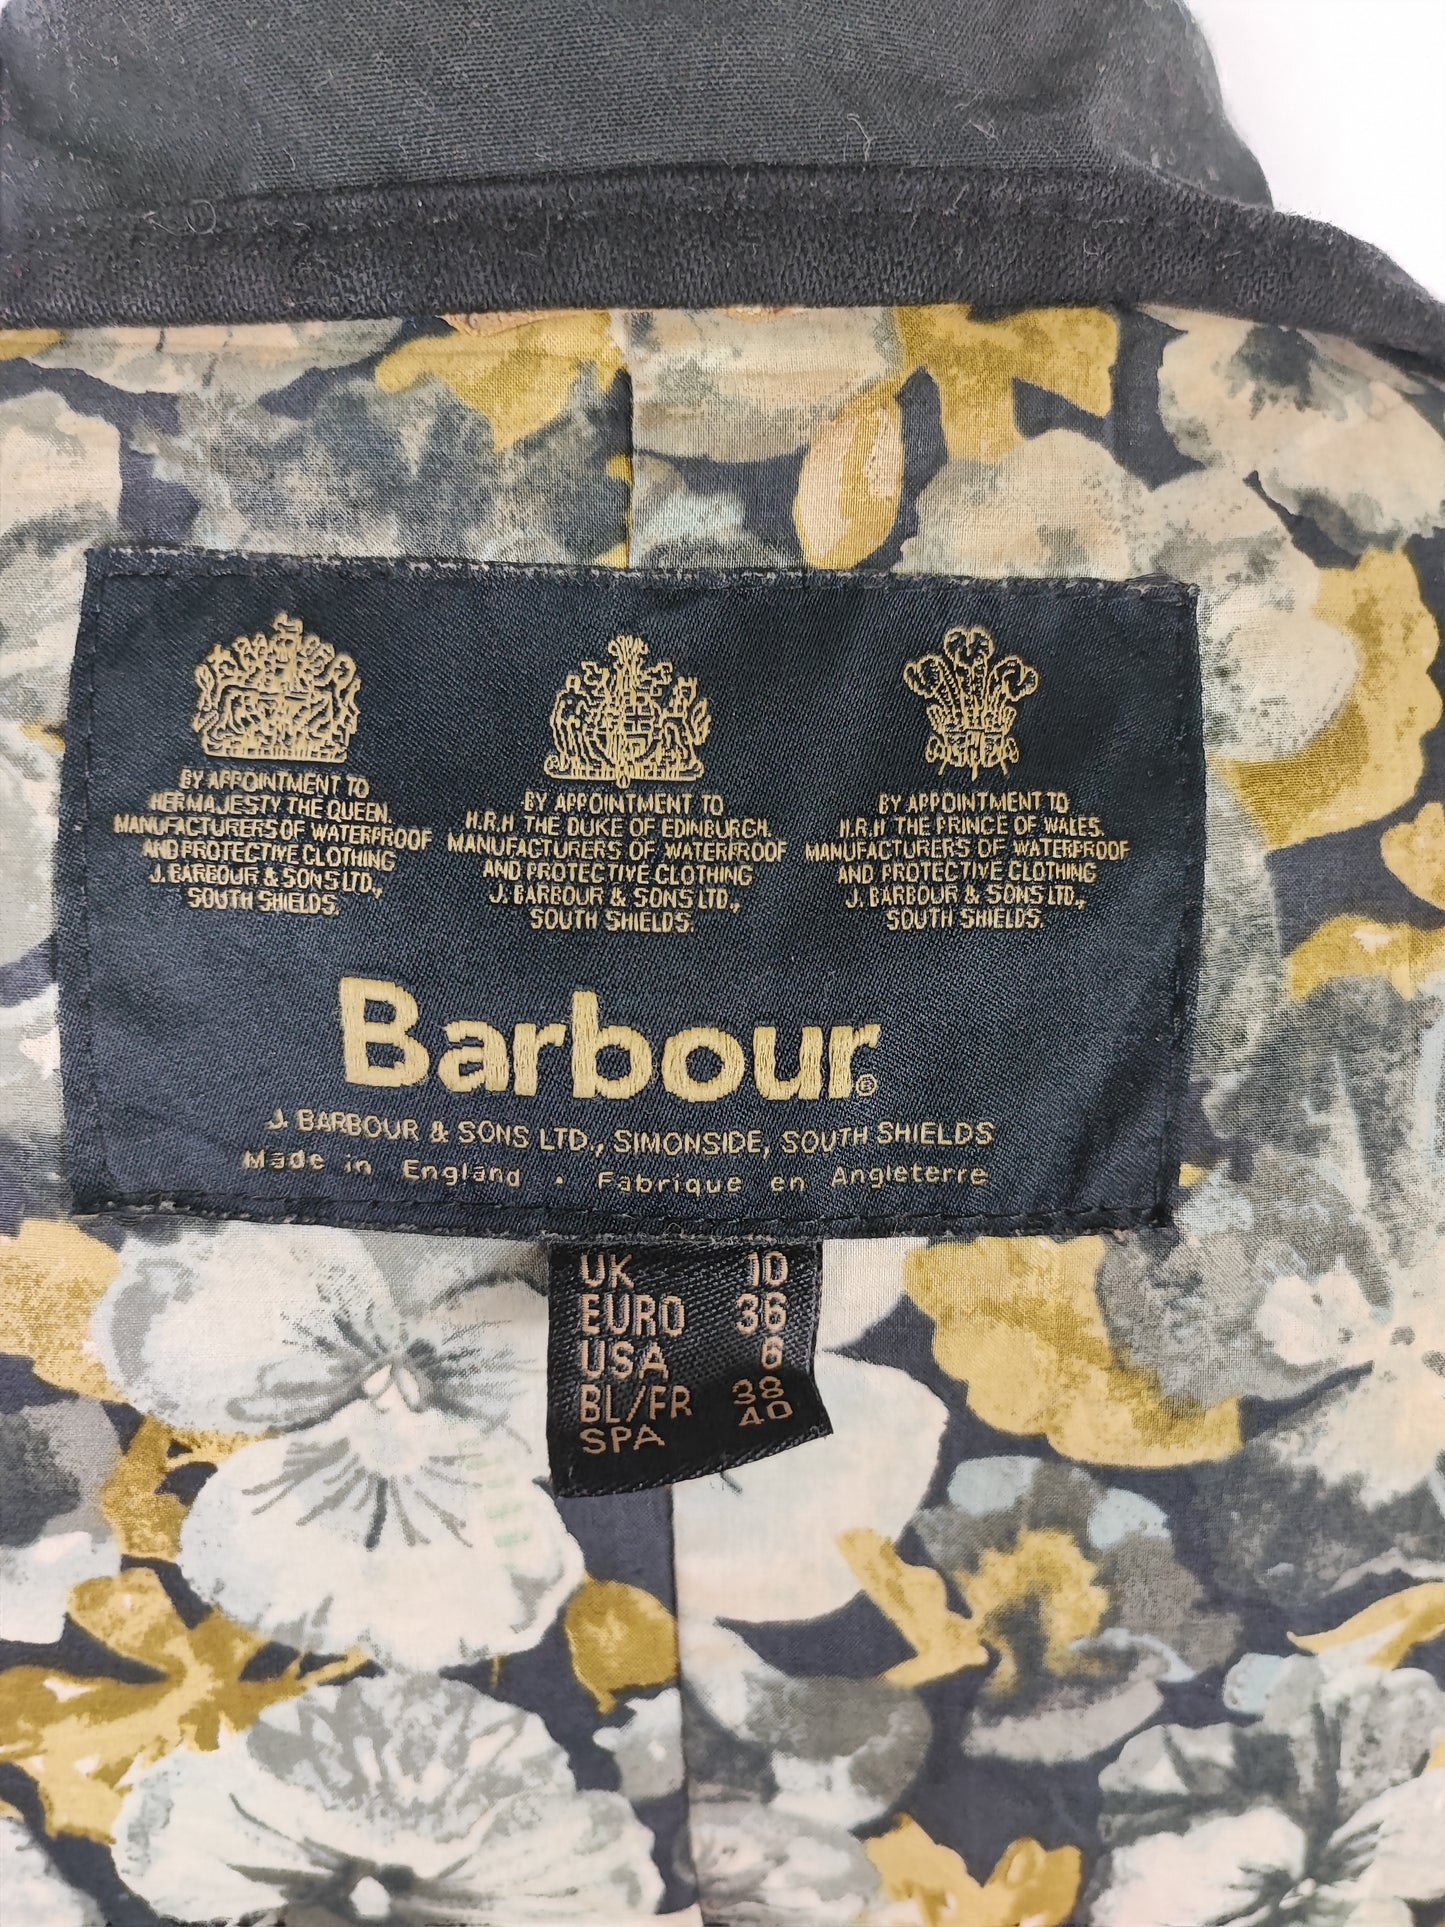 BY APPOINTMENT TO
HER MAJESTY THE QUEEN.
MANUFACTURERS OF WATERPROOF
AND PROTECTIVE CLOTHING
J. BARBOUR & SONS LTD.,
SOUTH SHIELDS.
BY APPOINTMENT TO
H.R.H THE DUKE OF EDINBURGH.
MANUFACTURERS OF WATERPROOF
AND PROTECTIVE CLOTHING
J. BARBOUR & SONS LTD.,
SOUTH SHIELDS.
BY APPOINTMENT TO
H.R.H THE PRINCE OF WALES.
MANUFACTURERS OF WATERPROOF
AND PROTECTIVE CLOTHING
J. BARBOUR & SONS LTD.,
SOUTH SHIELDS.
Barbour®
J. BARBOUR & SONS LTD., SIMONSIDE, SOUTH SHIELDS
Made in England . Fabrique en Angleterre
UK 10
EURO 36
USA 6
BL/FR 38
SPA 40